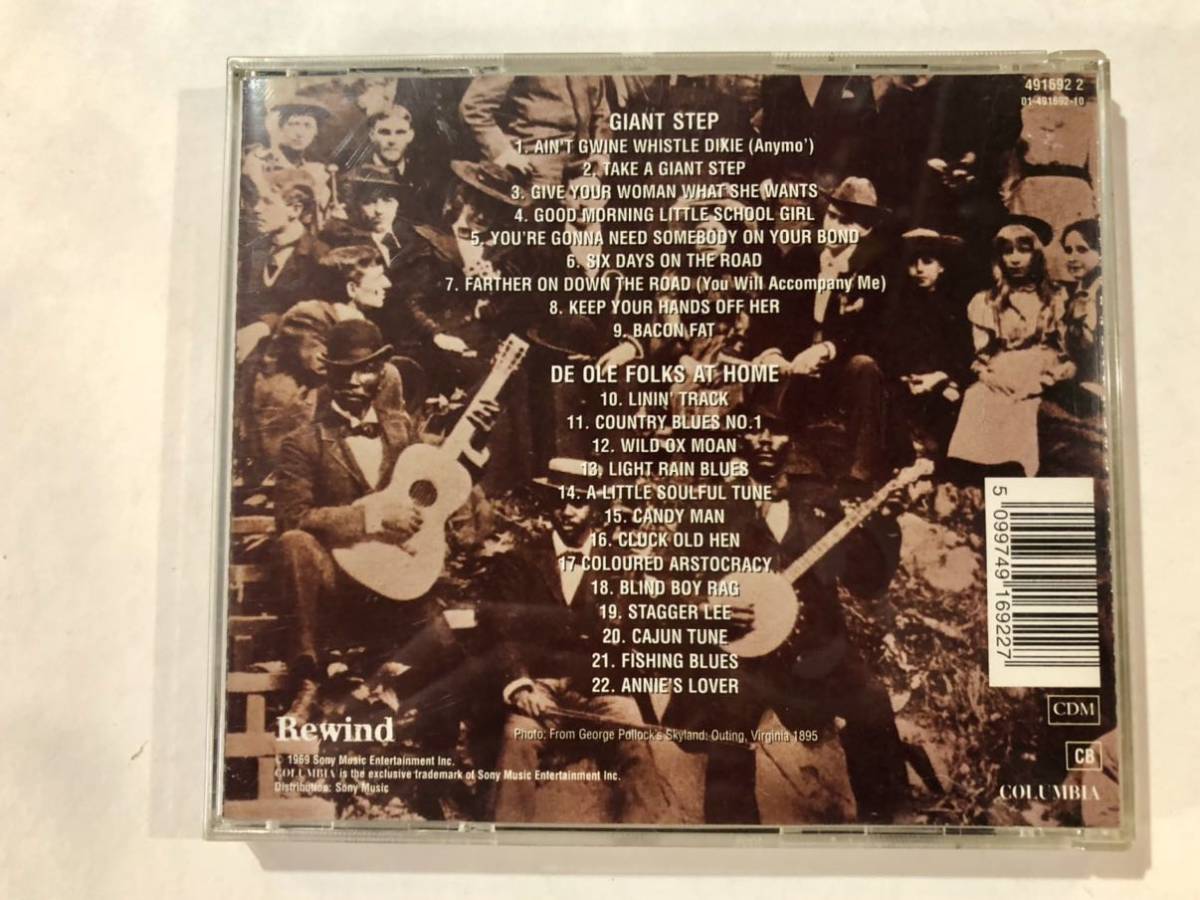 491692 2
01-491692-10
GIANT STEP
1. AIN'T GWINE WHISTLE DIXIE (Anymo')
2. TAKE A GIANT STEP
3. GIVE YOUR WOMAN WHAT SHE WANTS
4. GOOD MORNING LITTLE SCHOOL GIRL
5. YOU'RE GONNA NEED SOMEBODY ON YOUR BOND
6. SIX DAYS ON THE ROAD
7. FARTHER ON DOWN THE ROAD (You Will Accompany Me)
8. KEEP YOUR HANDS OFF HER
9. BACON FAT
DE OLE FOLKS AT HOME
10. LININ' TRACK
11. COUNTRY BLUES NO.1
12. WILD OX MOAN
13. LIGHT RAIN BLUES
14. A LITTLE SOULFUL TUNE
15. CANDY MAN
16. CLUCK OLD HEN
17 COLOURED ARSTOCRACY
18. BLIND BOY RAG
19. STAGGER LEE
20. CAJUN TUNE
21. FISHING BLUES
22. ANNIE'S LOVER
5 099749 169227
Rewind
Photo: From George Pollock's Skyland: Outing, Virginia 1895
© 1969 Sony Music Entertainment Inc.
COLUMBIA is the exclusive trademark of Sony Music Entertainment Inc.
Distribution: Sony Music
CDM
CB
COLUMBIA